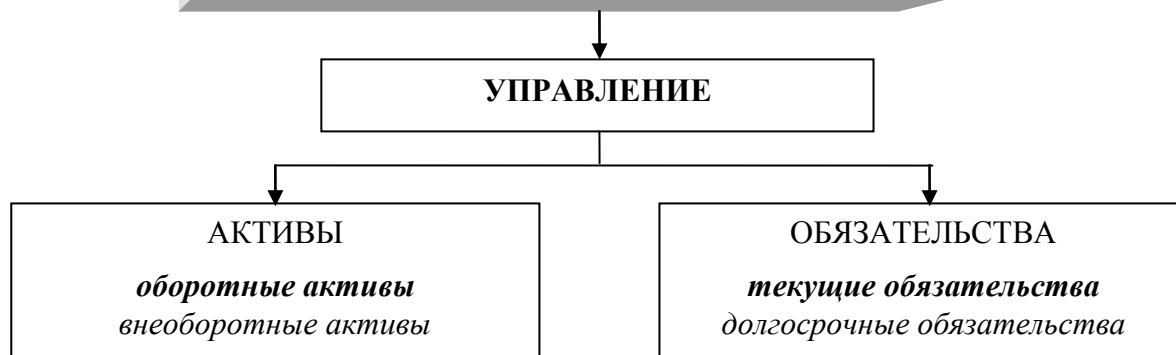 УПРАВЛЕНИЕ
АКТИВЫ
оборотные активы
внеоборотные активы
ОБЯЗАТЕЛЬСТВА
текущие обязательства
долгосрочные обязательства